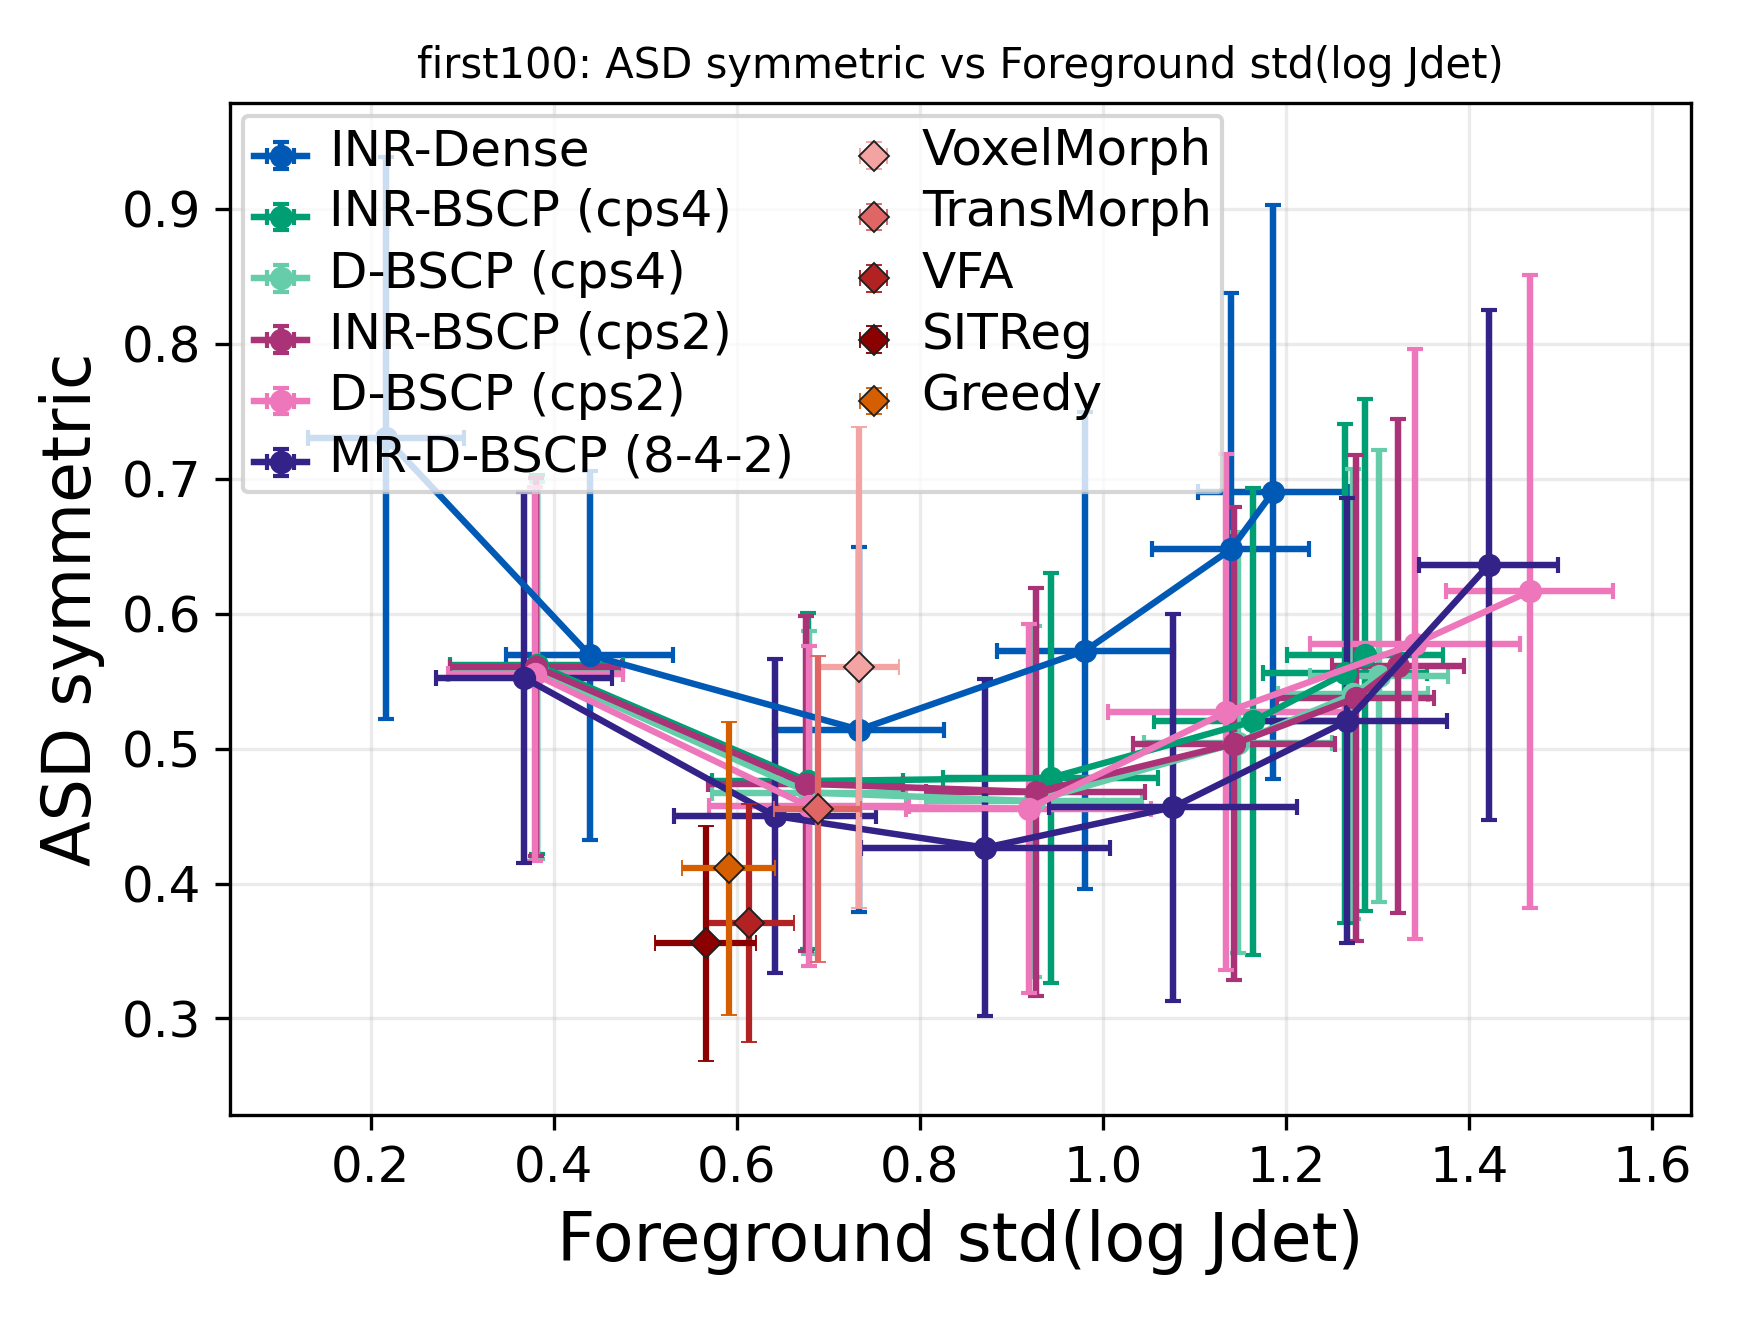 first100: ASD symmetric vs Foreground std(log Jdet)
INR-Dense
INR-BSCP (cps4)
D-BSCP (cps4)
INR-BSCP (cps2)
D-BSCP (cps2)
MR-D-BSCP (8-4-2)
VoxelMorph
TransMorph
VFA
SITReg
Greedy
ASD symmetric
0.9
0.8
0.7
0.6
0.5
0.4
0.3
0.2 0.4 0.6 0.8 1.0 1.2 1.4 1.6
Foreground std(log Jdet)